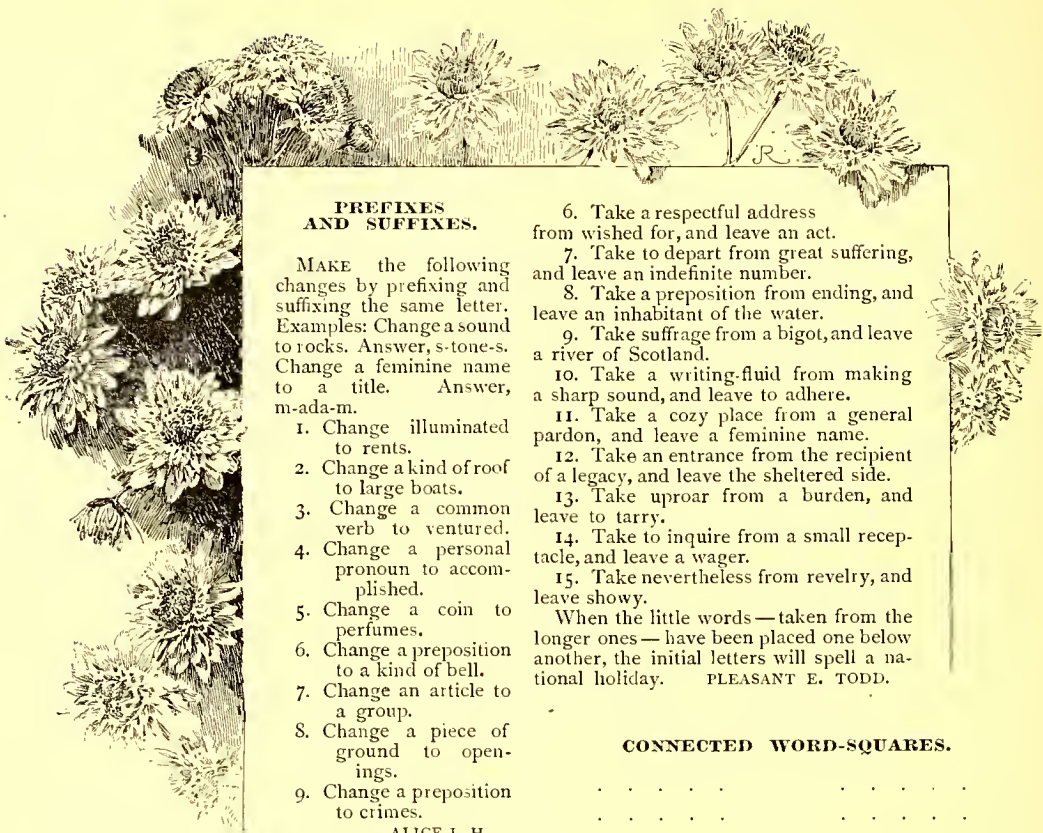 JR
PREFIXES
AND SUFFIXES.
MAKE the following
changes by prefixing and
suffixing the same letter.
Examples: Change a sound
to rocks. Answer, s-tone-s.
Change a feminine name
to a title. Answer,
m-ada-m.
1. Change illuminated
to rents.
2. Change a kind of roof
to large boats.
3. Change a common
verb to ventured.
4. Change a personal
pronoun to accom-
plished.
5. Change a coin to
perfumes.
6. Change a preposition
to a kind of bell.
7. Change an article to
a group.
8. Change a piece of
ground to open-
ings.
9. Change a preposition
to crimes.
ALICE I. H.
6. Take a respectful address
from wished for, and leave an act.
7. Take to depart from great suffering,
and leave an indefinite number.
8. Take a preposition from ending, and
leave an inhabitant of the water.
9. Take suffrage from a bigot, and leave
a river of Scotland.
10. Take a writing-fluid from making
a sharp sound, and leave to adhere.
11. Take a cozy place from a general
pardon, and leave a feminine name.
12. Take an entrance from the recipient
of a legacy, and leave the sheltered side.
13. Take uproar from a burden, and
leave to tarry.
14. Take to inquire from a small recep-
tacle, and leave a wager.
15. Take nevertheless from revelry, and
leave showy.
When the little words — taken from the
longer ones — have been placed one below
another, the initial letters will spell a na-
tional holiday. PLEASANT E. TODD.
CONNECTED WORD-SQUARES.
. . . . . . . . . .
. . . . . . . . . .